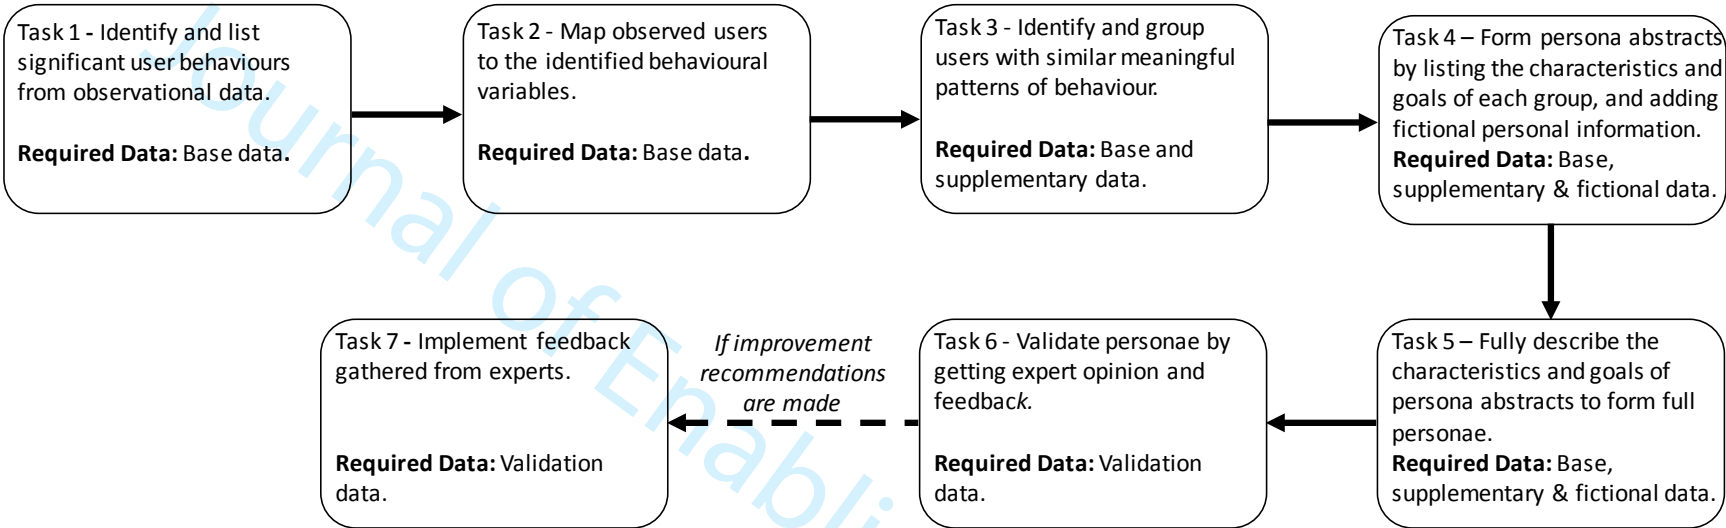 Task 1 - Identify and list
significant user behaviours
from observational data.
Required Data: Base data.
Task 2 - Map observed users
to the identified behavioural
variables.
Required Data: Base data.
Task 3 - Identify and group
users with similar meaningful
patterns of behaviour.
Required Data: Base and
supplementary data.
Task 4 – Form persona abstracts
by listing the characteristics and
goals of each group, and adding
fictional personal information.
Required Data: Base,
supplementary & fictional data.
Task 5 – Fully describe the
characteristics and goals of
persona abstracts to form full
personae.
Required Data: Base,
supplementary & fictional data.
Task 6 - Validate personae by
getting expert opinion and
feedback.
Required Data: Validation
data.
If improvement
recommendations
are made
Task 7 - Implement feedback
gathered from experts.
Required Data: Validation
data.
Journal of Enabli